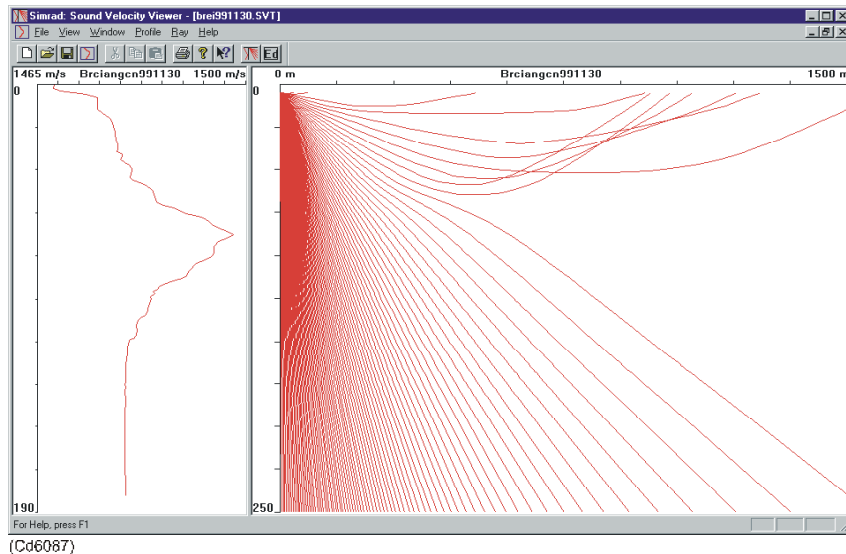 Simrad: Sound Velocity Viewer - [brei991130.SVT]
File View Window Profile Ray Help
Ed
1465 m/s Brciangcn991130 1500 m/s
0 m Brciangcn991130 1500 m
0
0
190
250
For Help, press F1
(Cd6087)